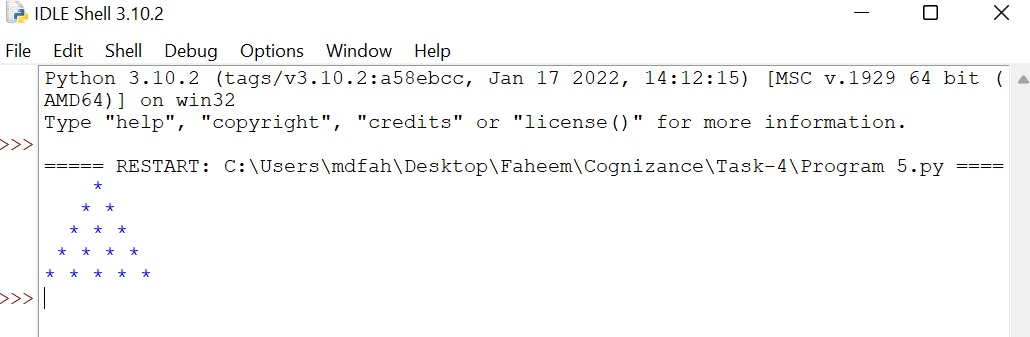 IDLE Shell 3.10.2
File Edit Shell Debug Options Window Help
Python 3.10.2 (tags/v3.10.2:a58ebcc, Jan 17 2022, 14:12:15) [MSC v.1929 64 bit (
AMD64)] on win32
Type "help", "copyright", "credits" or "license()" for more information.
>>>
===== RESTART: C:\Users\mdfah\Desktop\Faheem\Cognizance\Task-4\Program 5.py ====
    *
   * *
  * * *
 * * * *
* * * * *
>>>